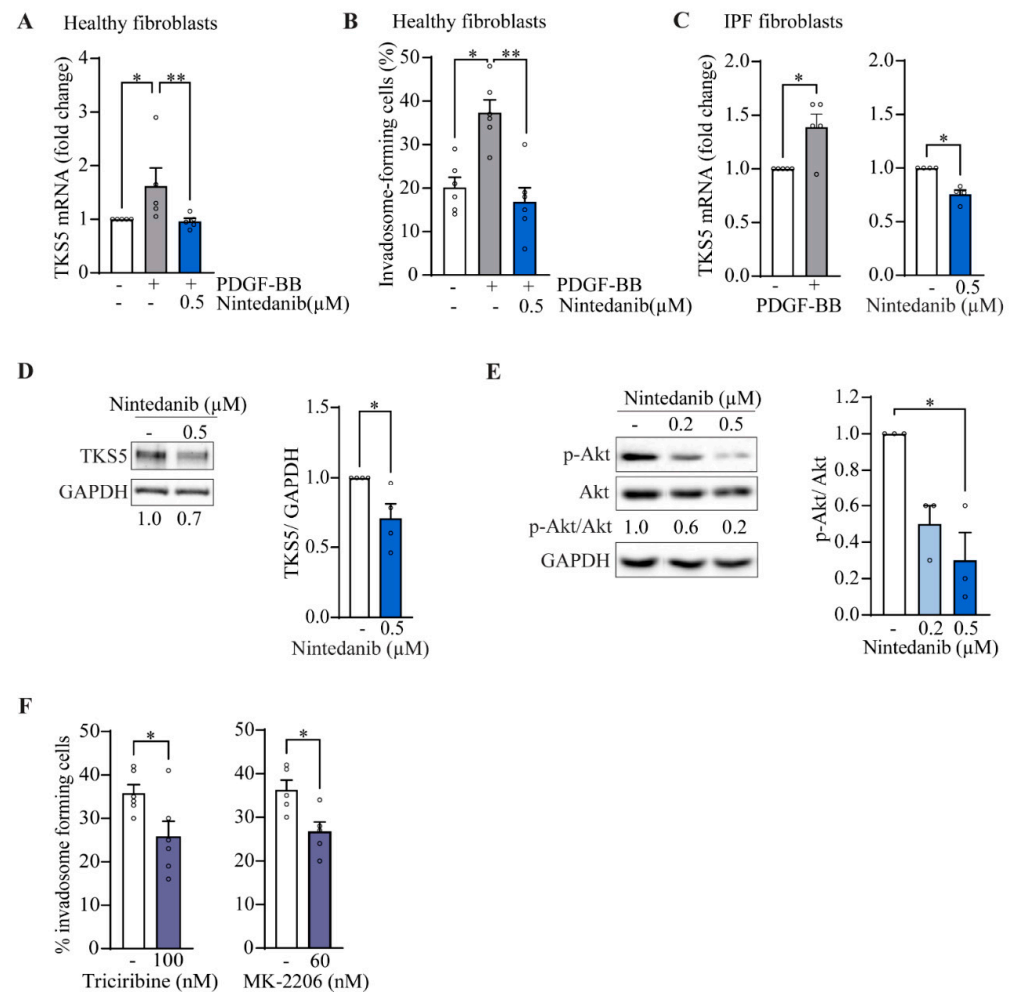 A Healthy fibroblasts
TKS5 mRNA (fold change)
4
3
2
1
0
* **
- + + PDGF-BB
- - 0.5 Nintedanib(µM)
B Healthy fibroblasts
Invadosome-forming cells (%)
50
40
30
20
10
0
* **
- + + PDGF-BB
- - 0.5 Nintedanib(µM)
C IPF fibroblasts
TKS5 mRNA (fold change)
2.0
1.5
1.0
0.5
0.0
*
- +
PDGF-BB
2.0
1.5
1.0
0.5
0.0
*
- 0.5
Nintedanib (µM)
D
Nintedanib (µM)
- 0.5
TKS5
GAPDH
1.0 0.7
TKS5/ GAPDH
1.5
1.0
0.5
0.0
*
- 0.5
Nintedanib (µM)
E
Nintedanib (µM)
- 0.2 0.5
p-Akt
Akt
p-Akt/Akt 1.0 0.6 0.2
GAPDH
p-Akt/ Akt
1.2
1.0
0.8
0.6
0.4
0.2
0.0
*
- 0.2 0.5
Nintedanib (µM)
F
% invadosome forming cells
50
40
30
20
10
0
*
- 100
Triciribine (nM)
50
40
30
20
10
0
*
- 60
MK-2206 (nM)